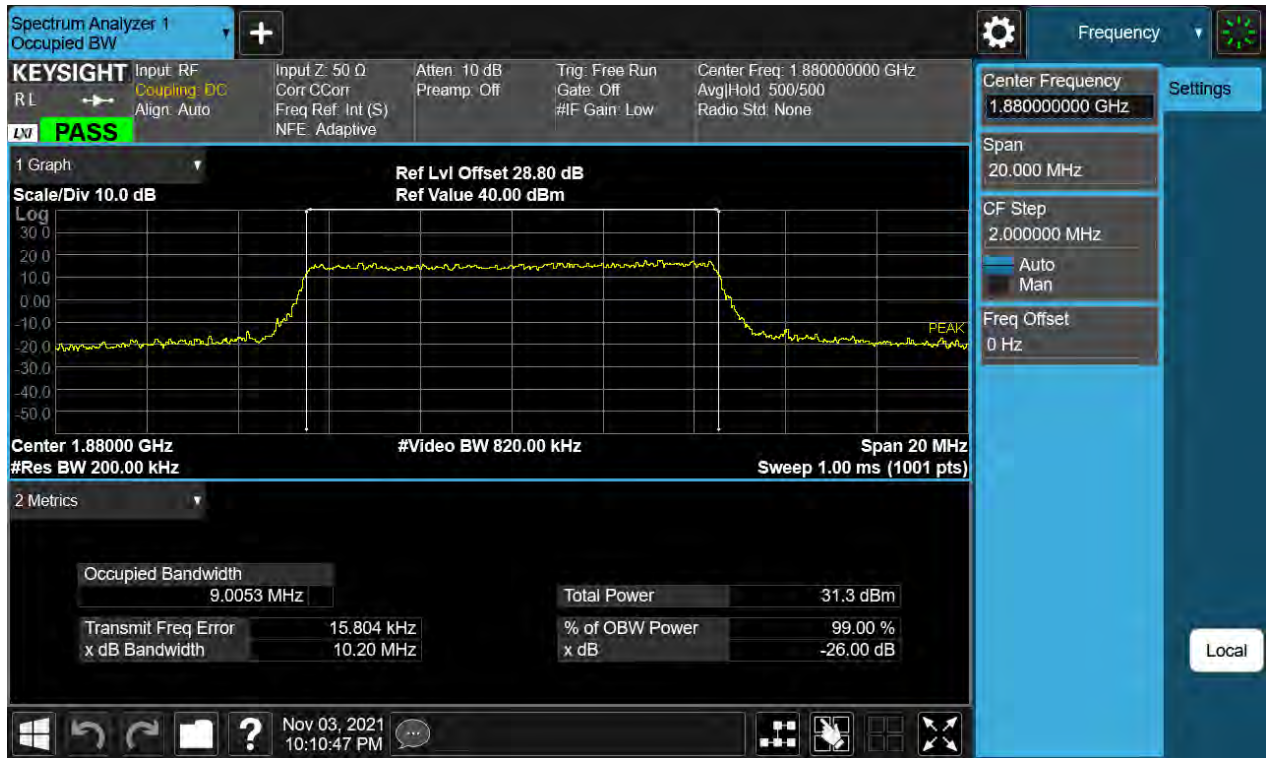 Spectrum Analyzer 1
Occupied BW
+
Frequency
KEYSIGHT
RL
LXI
PASS
Input: RF
Coupling: DC
Align: Auto
Input Z: 50 Ω
Corr CCorr
Freq Ref: Int (S)
NFE: Adaptive
Atten: 10 dB
Preamp: Off
Trig: Free Run
Gate: Off
#IF Gain: Low
Center Freq: 1.880000000 GHz
Avg|Hold: 500/500
Radio Std: None
Center Frequency
1.880000000 GHz
Settings
Span
20.000 MHz
CF Step
2.000000 MHz
Auto
Man
Freq Offset
0 Hz
Local
1 Graph
Scale/Div 10.0 dB
Ref Lvl Offset 28.80 dB
Ref Value 40.00 dBm
Log
30.0
20.0
10.0
0.00
-10.0
-20.0
-30.0
-40.0
-50.0
PEAK
Center 1.88000 GHz
#Video BW 820.00 kHz
Span 20 MHz
#Res BW 200.00 kHz
Sweep 1.00 ms (1001 pts)
2 Metrics
Occupied Bandwidth
9.0053 MHz
Total Power 31.3 dBm
Transmit Freq Error 15.804 kHz
% of OBW Power 99.00 %
x dB Bandwidth 10.20 MHz
x dB -26.00 dB
?
Nov 03, 2021
10:10:47 PM